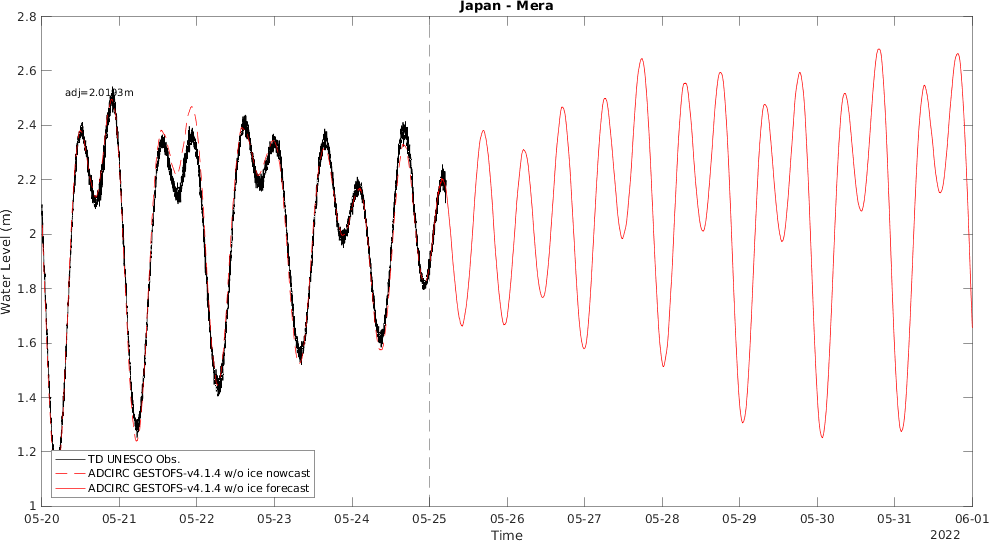 Japan - Mera
2.8
2.6
2.4
2.2
2
1.8
1.6
1.4
1.2
1
Water Level (m)
adj=2.0193m
TD UNESCO Obs.
ADCIRC GESTOFS-v4.1.4 w/o ice nowcast
ADCIRC GESTOFS-v4.1.4 w/o ice forecast
05-20 05-21 05-22 05-23 05-24 05-25 05-26 05-27 05-28 05-29 05-30 05-31 06-01
Time
2022